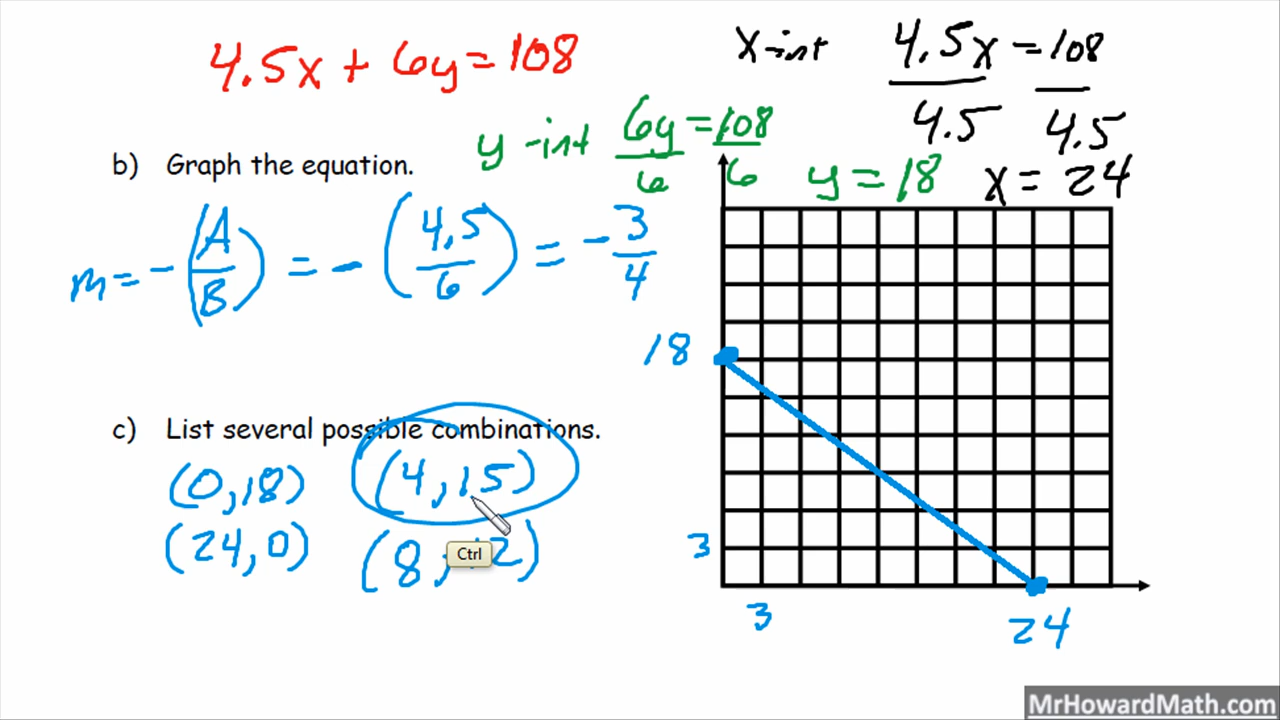 4.5x + 6y = 108
x-int 4.5x = 108
4.5 4.5
x = 24
y-int 6y = 108
6 6
y = 18
b) Graph the equation.
m = -(A/B) = -(4.5/6) = -3/4
18
c) List several possible combinations.
(0,18) (4,15)
(24,0) (8,12)
Ctrl
3
3
24
MrHowardMath.com